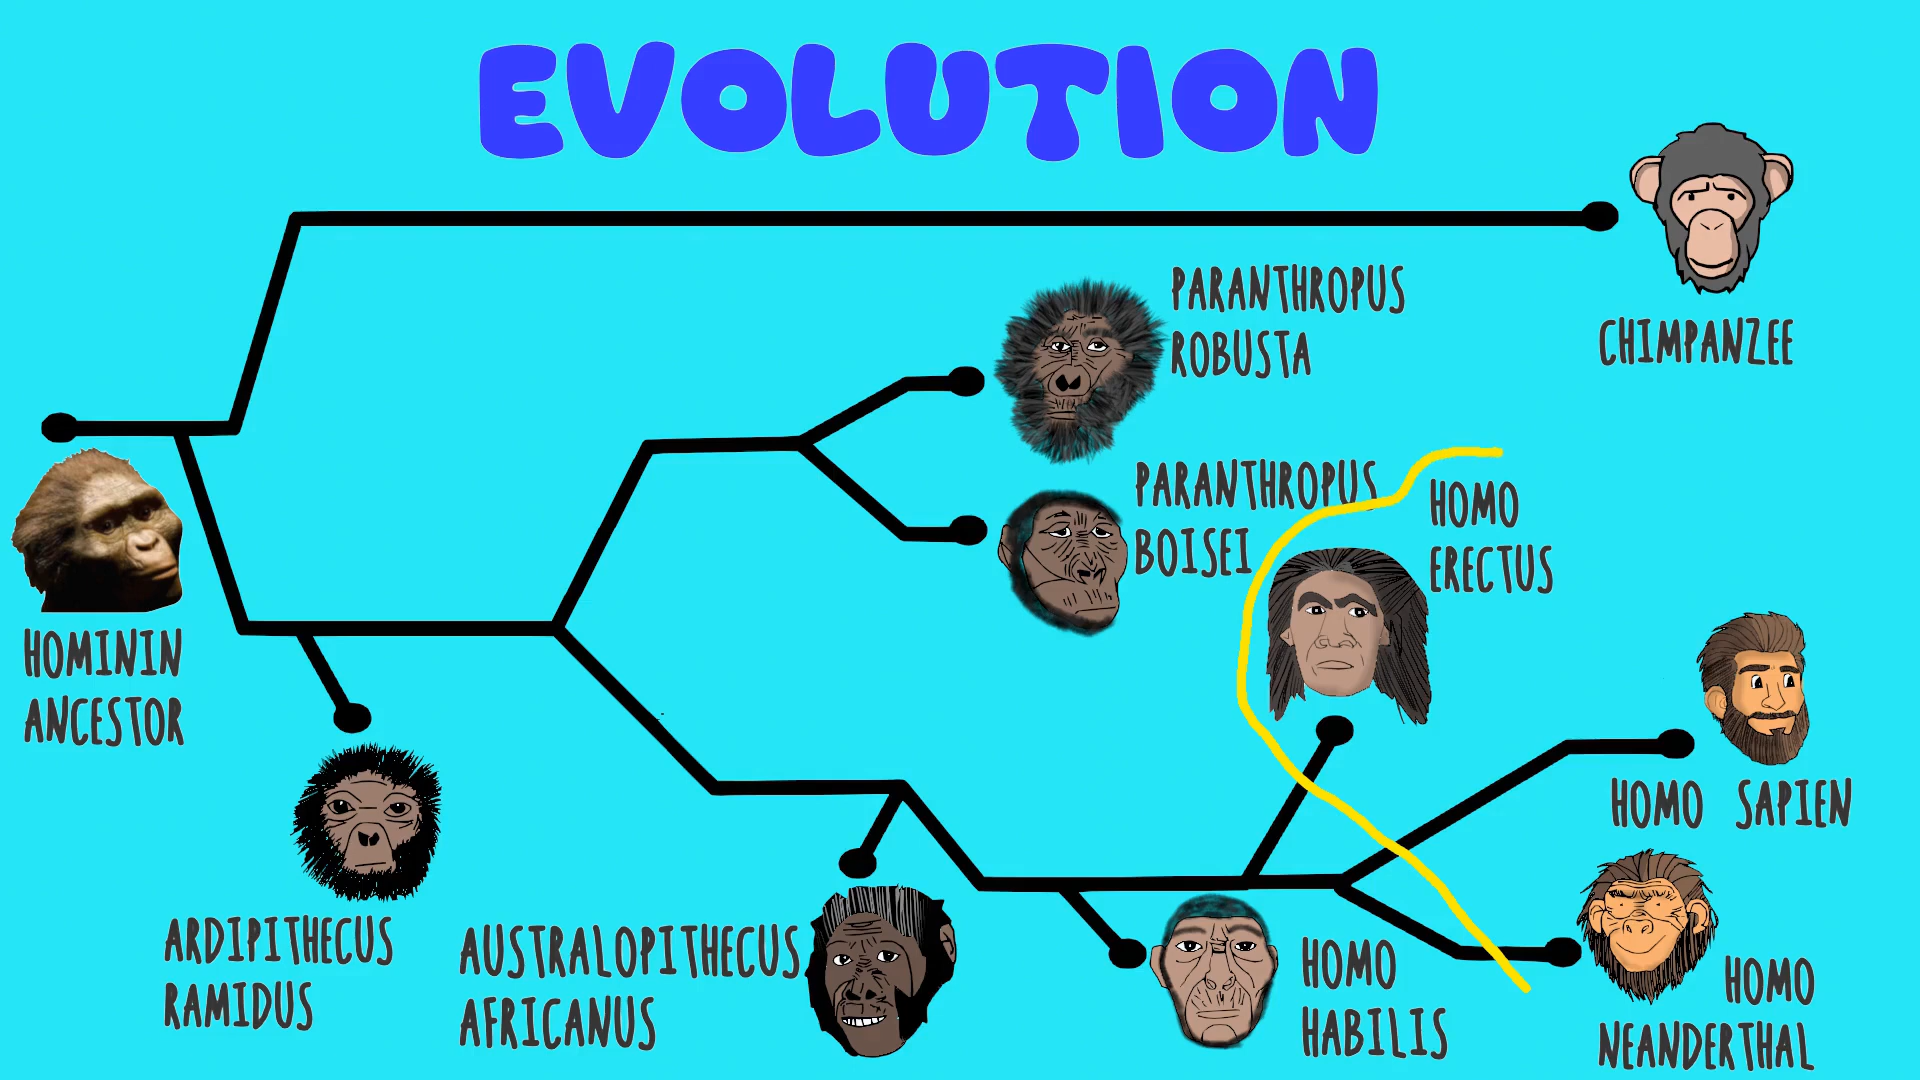 EVOLUTION
CHIMPANZEE
PARANTHROPUS
ROBUSTA
PARANTHROPUS
BOISEI
HOMO
ERECTUS
HOMININ
ANCESTOR
HOMO SAPIEN
ARDIPITHECUS
RAMIDUS
AUSTRALOPITHECUS
AFRICANUS
HOMO
HABILIS
HOMO
NEANDERTHAL